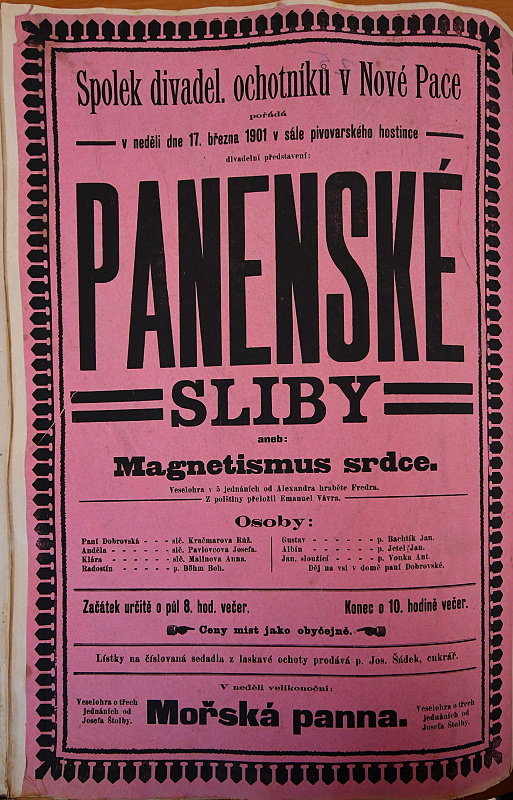 Spolek divadel. ochotníků v Nové Pace
pořádá
v neděli dne 17. března 1901 v sále pivovarského hostince
divadelní představení:
PANENSKÉ
SLIBY
aneb:
Magnetismus srdce.
Veselohra v 5 jednáních od Alexandra hraběte Fredra.
Z polštiny přeložil Emanuel Vávra.
Osoby:
Paní Dobrovská - - - slč. Kračmarova Růž.
Anděla - - - - - - slč. Pavlovcova Josefa.
Klára - - - - - - slč. Malinova Anna.
Radostín - - - - - - p. Böhm Boh.
Gustav - - - - - - p. Bachtík Jan.
Albín - - - - - - p. Jetel Jan.
Jan, sloužící - - - - - p. Vonka Ant.
Děj na vsi v domě paní Dobrovské.
Začátek určitě o půl 8. hod. večer. Konec o 10. hodině večer.
Ceny míst jako obyčejně.
Lístky na číslovaná sedadla z laskavé ochoty prodává p. Jos. Šádek, cukrář.
V neděli velikonoční:
Veselohra o třech
jednáních od
Josefa Štolby.
Mořská panna.
Veselohra o třech
jednáních od
Josefa Štolby.